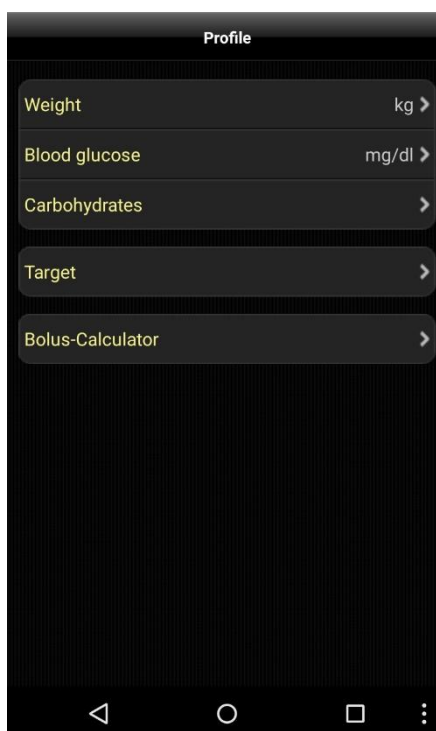 Profile
Weight kg
Blood glucose mg/dl
Carbohydrates
Target
Bolus-Calculator